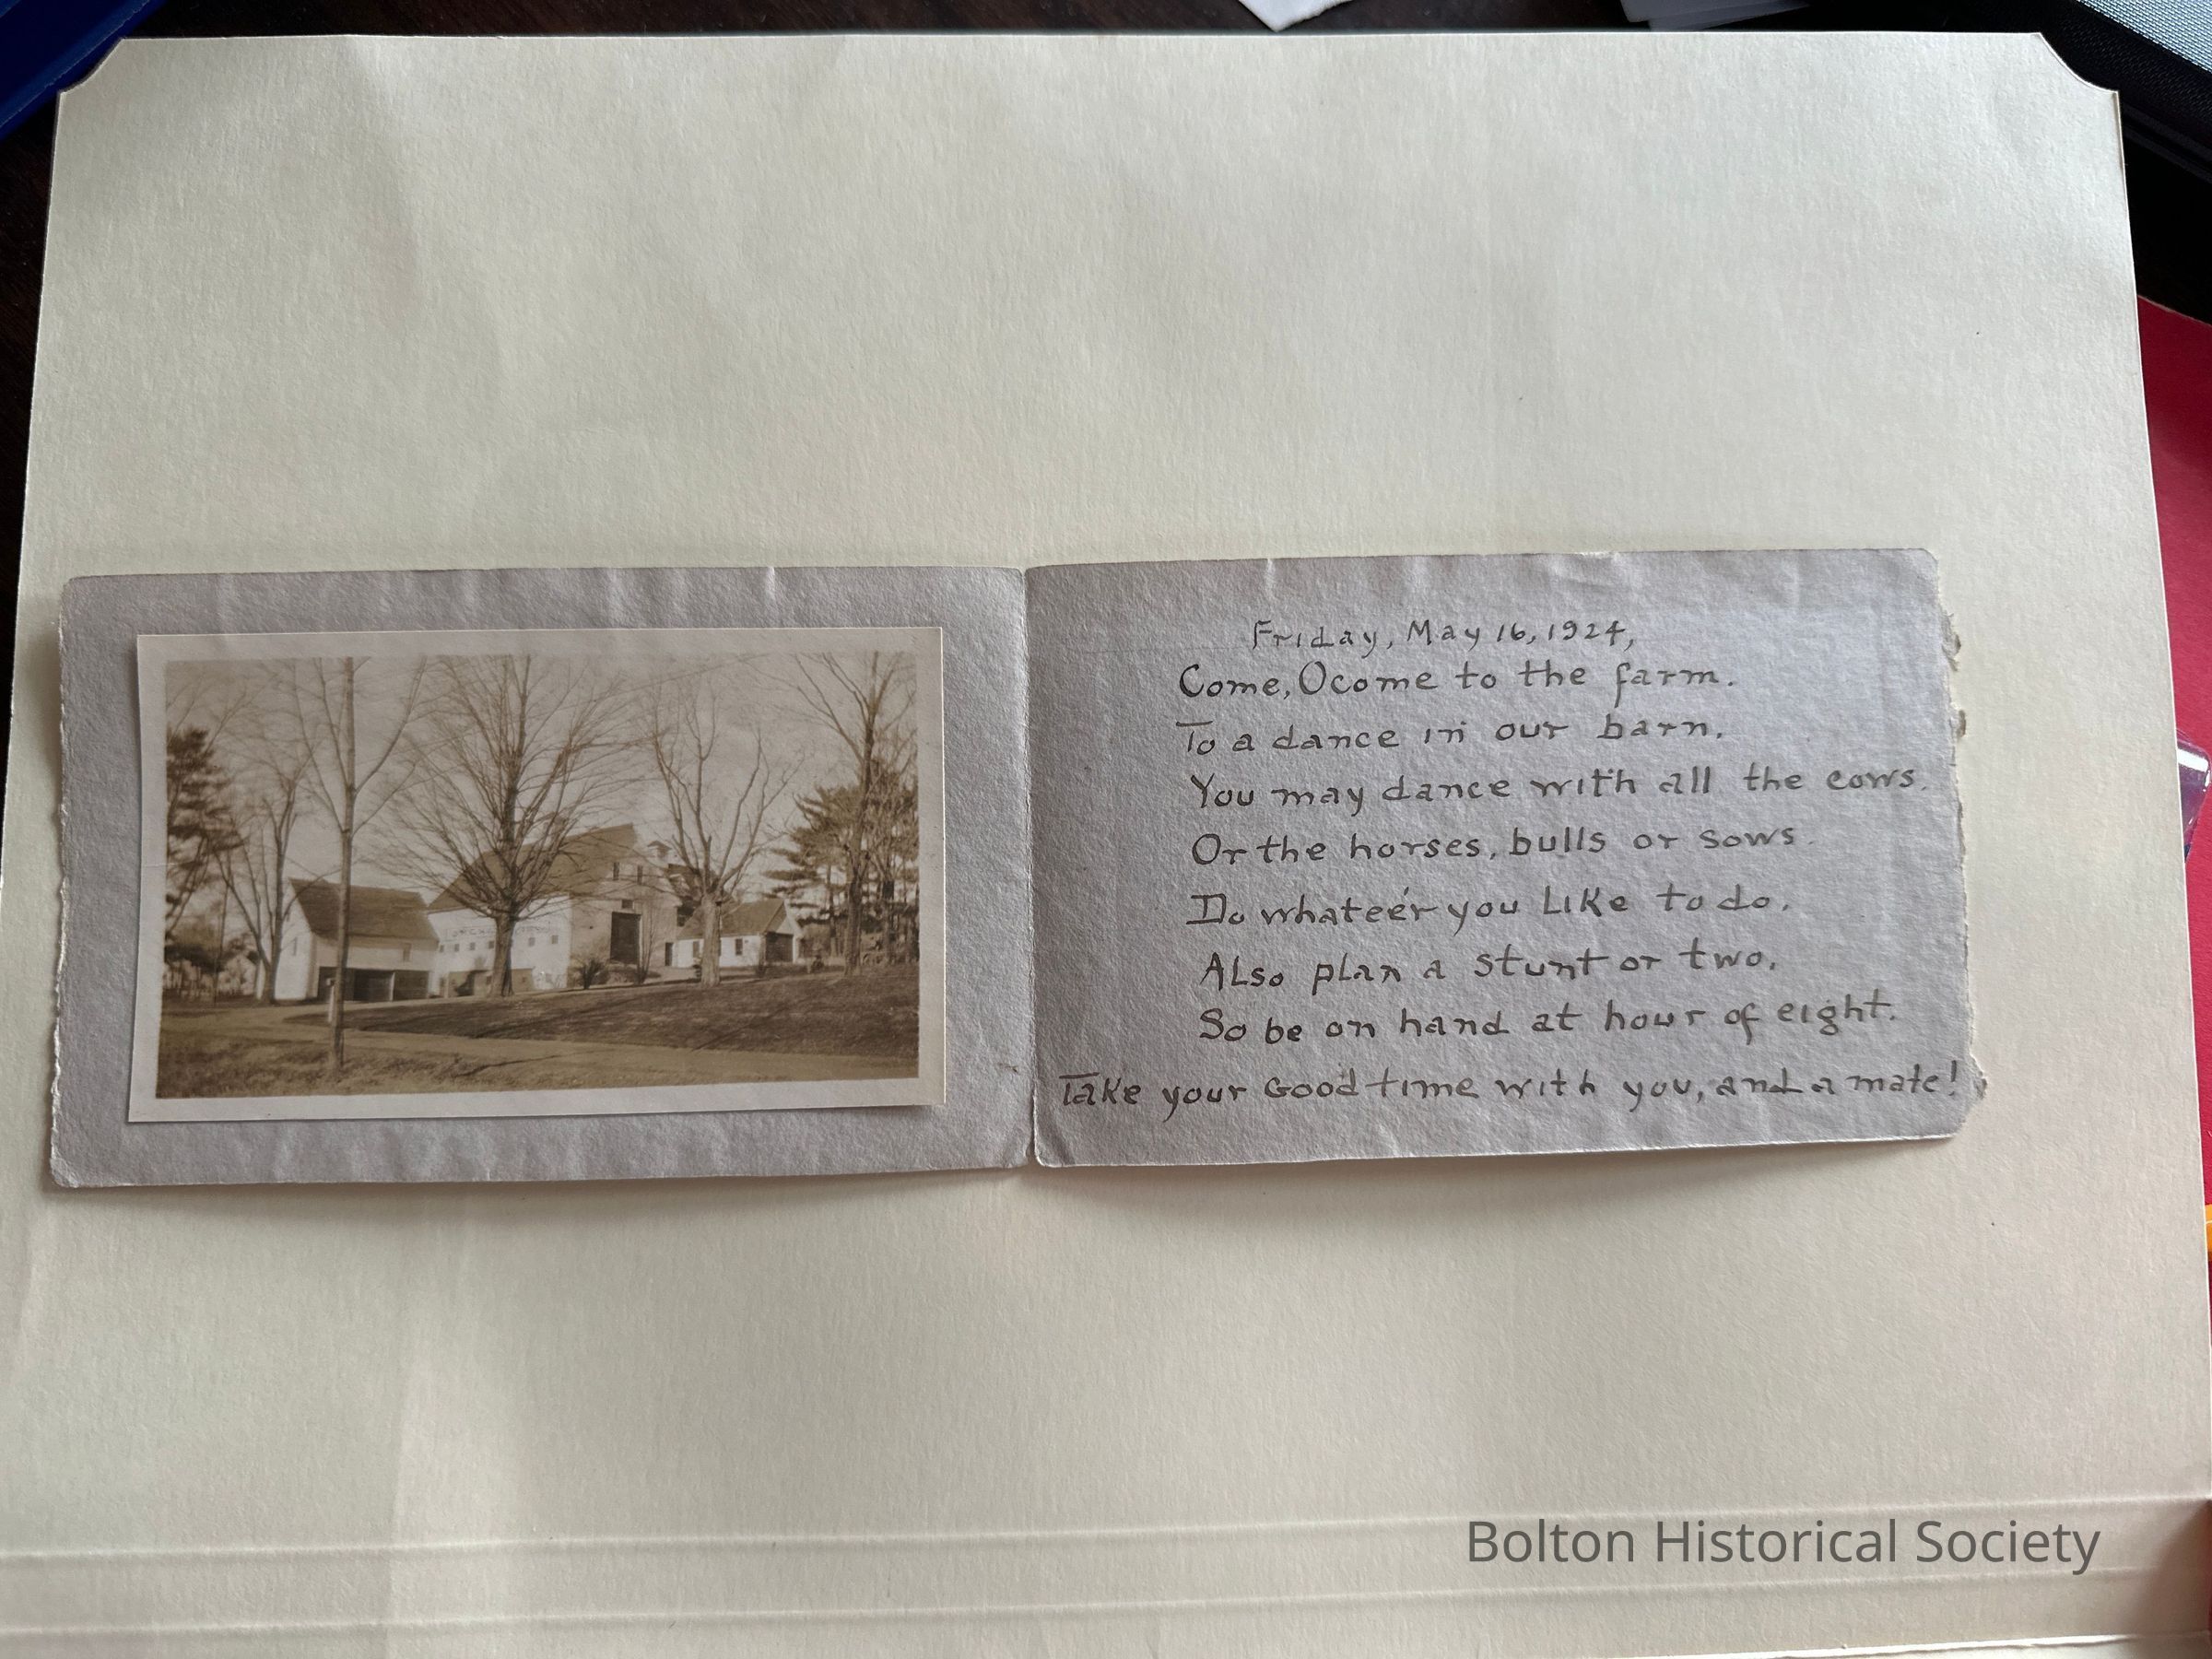 Friday, May 16, 1924,
Come, O come to the farm.
To a dance in our barn.
You may dance with all the cows.
Or the horses, bulls or sows.
Do whate'er you like to do.
Also plan a stunt or two.
So be on hand at hour of eight.
Take your Good time with you, and a mate!
Bolton Historical Society